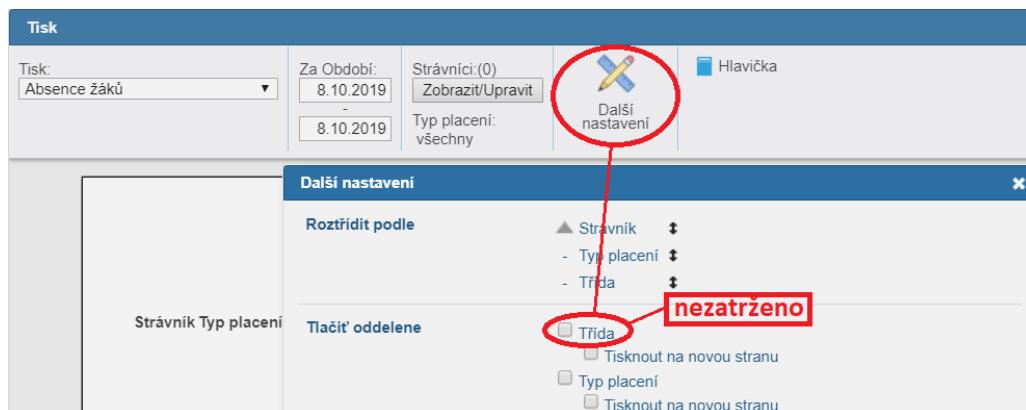 Tisk
Tisk:
Absence žáků
Za Období:
8.10.2019
-
8.10.2019
Strávníci:(0)
Zobrazit/Upravit
Typ placení:
všechny
Další
nastavení
Hlavička
Další nastavení
Roztřídit podle
Strávník
- Typ placení
- Třída
nezatrženo
Strávník Typ placení
Tlačiť oddelene
Třída
Tisknout na novou stranu
Typ placení
Tisknout na novou stranu